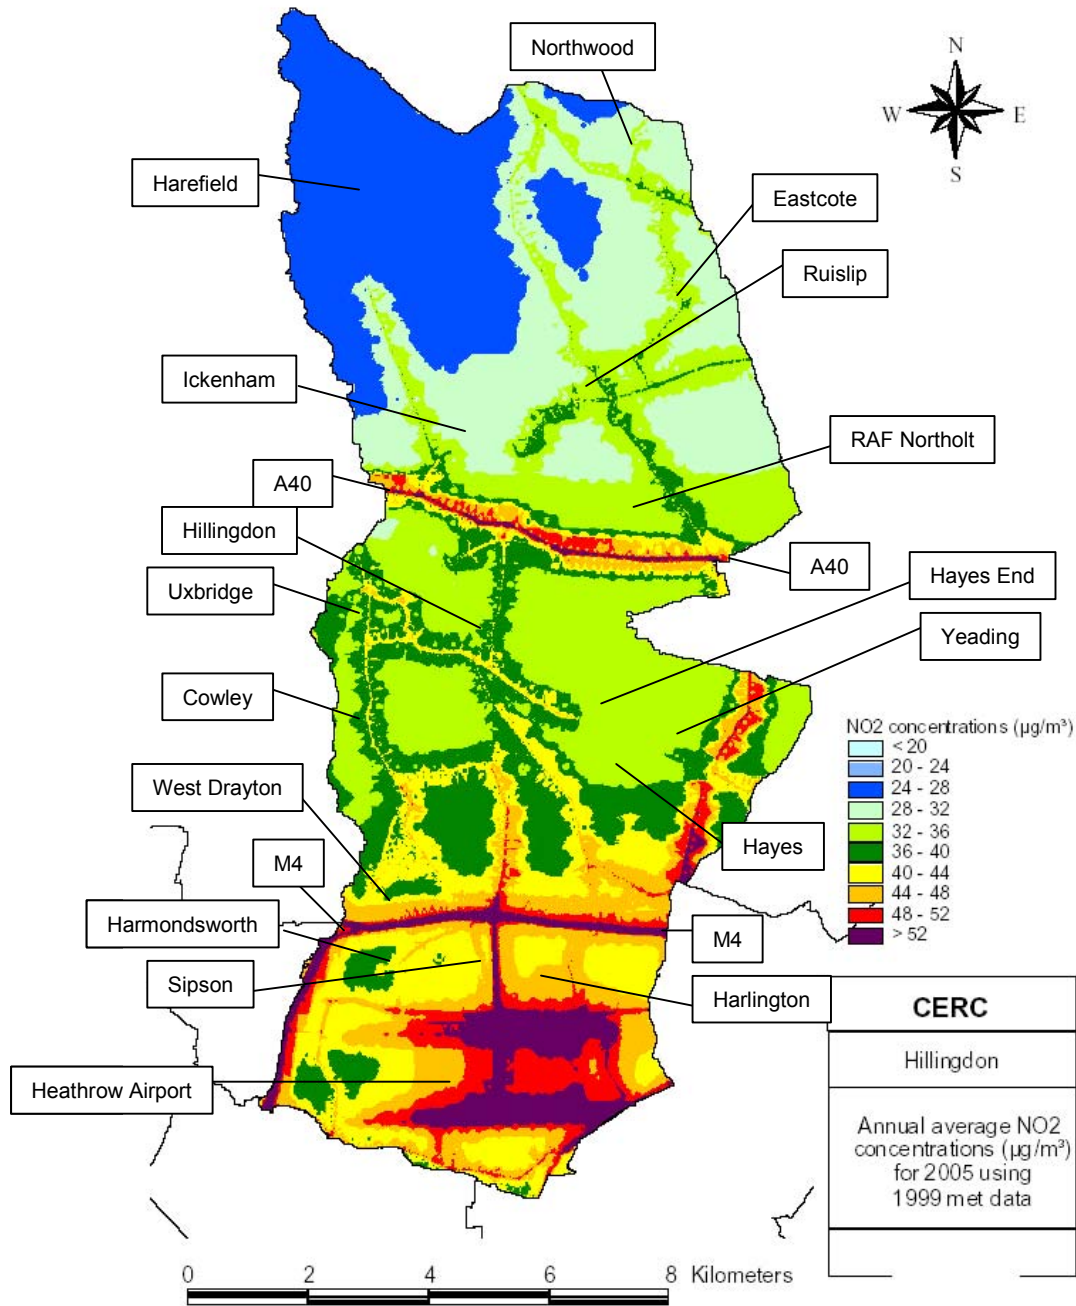 Northwood
N
W
E
S
Harefield
Eastcote
Ruislip
Ickenham
RAF Northolt
A40
Hillingdon
A40
Hayes End
Uxbridge
Yeading
Cowley
NO2 concentrations (µg/m³)
< 20
20 - 24
24 - 28
28 - 32
32 - 36
36 - 40
40 - 44
44 - 48
48 - 52
> 52
West Drayton
Hayes
M4
Harmondsworth
M4
Sipson
Harlington
CERC
Hillingdon
Heathrow Airport
Annual average NO2
concentrations (µg/m³)
for 2005 using
1999 met data
0 2 4 6 8 Kilometers